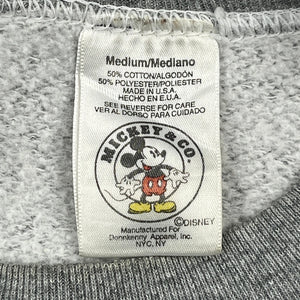 Medium/Mediano
50% COTTON/ALGODÓN
50% POLYESTER/POLIESTER
MADE IN U.S.A.
HECHO EN E.U.A.
SEE REVERSE FOR CARE
VER AL DORSO PARA CUIDADO
MICKEY & CO.
©DISNEY
Manufactured For
Donnkenny Apparel, Inc.
NYC, NY